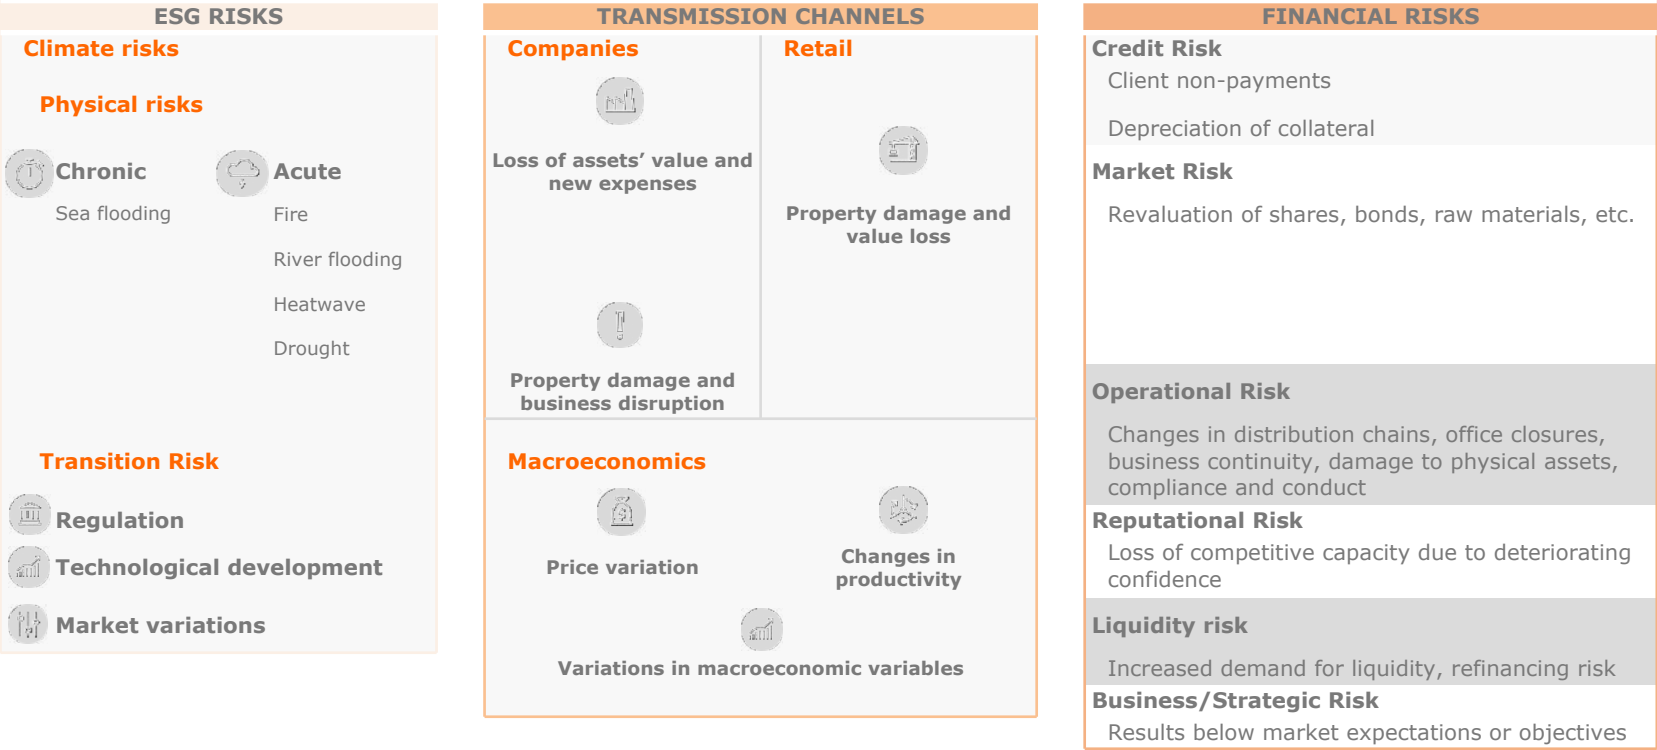 ESG RISKS
Climate risks
Physical risks
Chronic
Sea flooding
Acute
Fire
River flooding
Heatwave
Drought
Transition Risk
Regulation
Technological development
Market variations
TRANSMISSION CHANNELS
Companies
Loss of assets’ value and
new expenses
Property damage and
business disruption
Retail
Property damage and
value loss
Macroeconomics
Price variation
Changes in
productivity
Variations in macroeconomic variables
FINANCIAL RISKS
Credit Risk
Client non-payments
Depreciation of collateral
Market Risk
Revaluation of shares, bonds, raw materials, etc.
Operational Risk
Changes in distribution chains, office closures,
business continuity, damage to physical assets,
compliance and conduct
Reputational Risk
Loss of competitive capacity due to deteriorating
confidence
Liquidity risk
Increased demand for liquidity, refinancing risk
Business/Strategic Risk
Results below market expectations or objectives